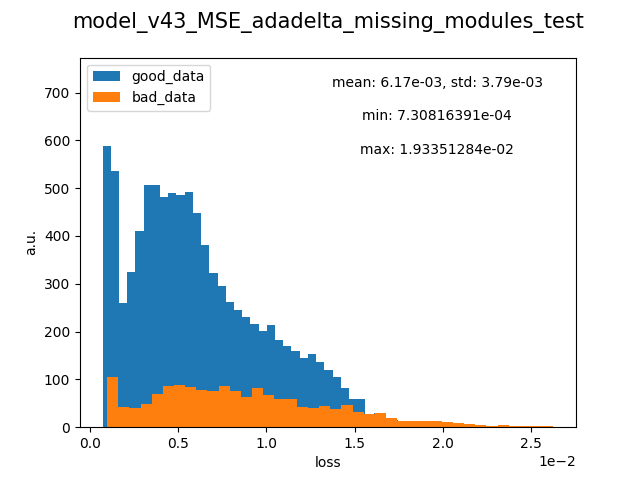 model_v43_MSE_adadelta_missing_modules_test
good_data
bad_data
mean: 6.17e-03, std: 3.79e-03
min: 7.30816391e-04
max: 1.93351284e-02
a.u.
700
600
500
400
300
200
100
0
0.0 0.5 1.0 1.5 2.0 2.5
loss
1e−2